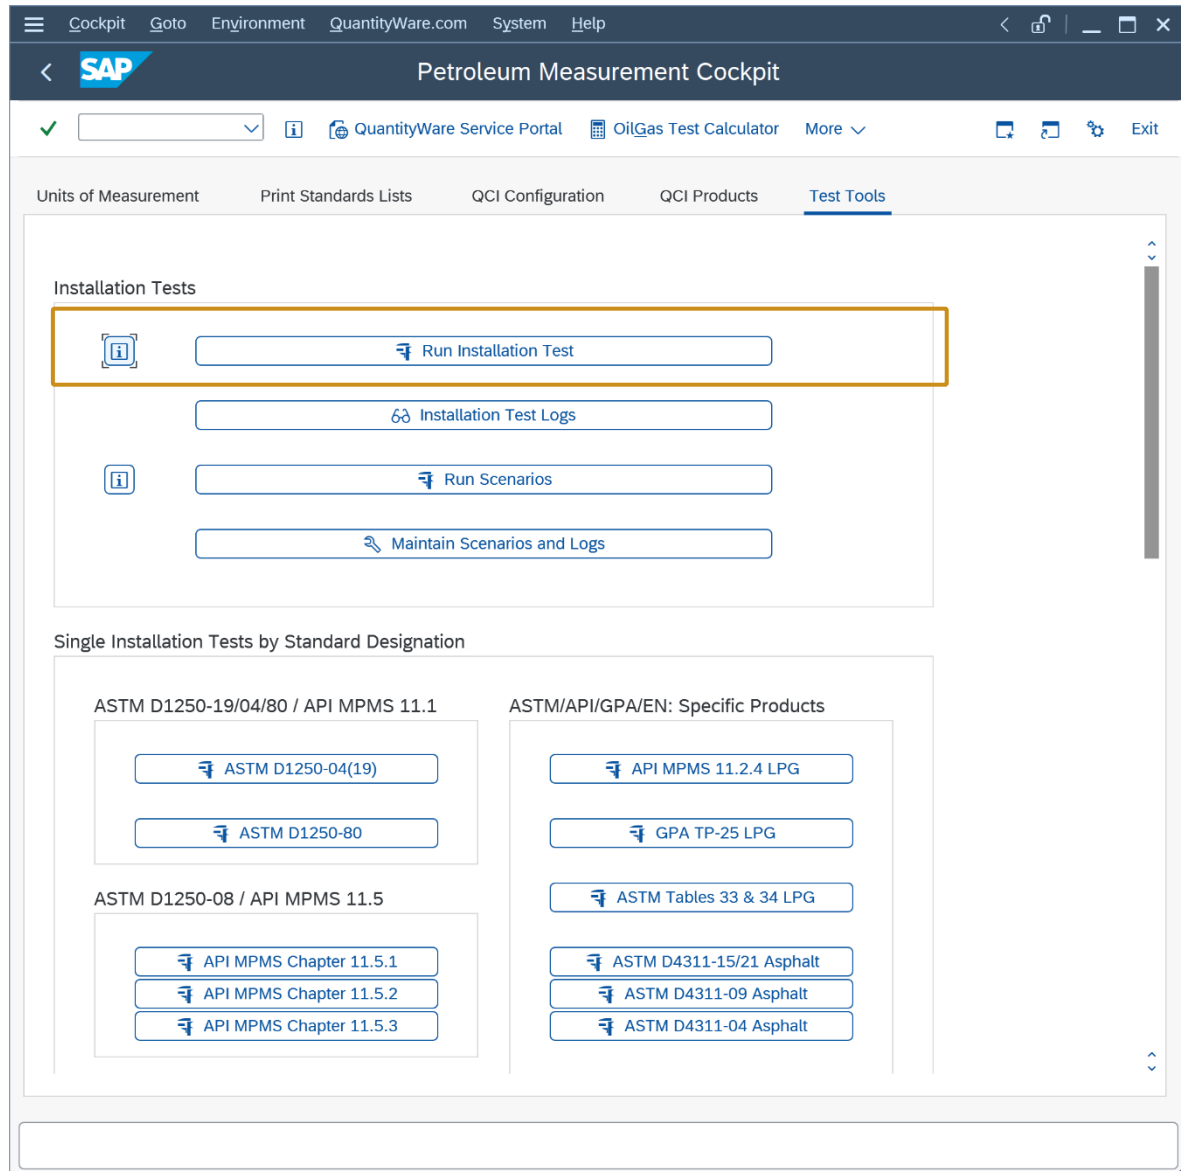 Cockpit Goto Environment QuantityWare.com System Help
SAP Petroleum Measurement Cockpit
QuantityWare Service Portal OilGas Test Calculator More Exit
Units of Measurement Print Standards Lists QCI Configuration QCI Products Test Tools
Installation Tests
Run Installation Test
Installation Test Logs
Run Scenarios
Maintain Scenarios and Logs
Single Installation Tests by Standard Designation
ASTM D1250-19/04/80 / API MPMS 11.1
ASTM D1250-04(19)
ASTM D1250-80
ASTM D1250-08 / API MPMS 11.5
API MPMS Chapter 11.5.1
API MPMS Chapter 11.5.2
API MPMS Chapter 11.5.3
ASTM/API/GPA/EN: Specific Products
API MPMS 11.2.4 LPG
GPA TP-25 LPG
ASTM Tables 33 & 34 LPG
ASTM D4311-15/21 Asphalt
ASTM D4311-09 Asphalt
ASTM D4311-04 Asphalt